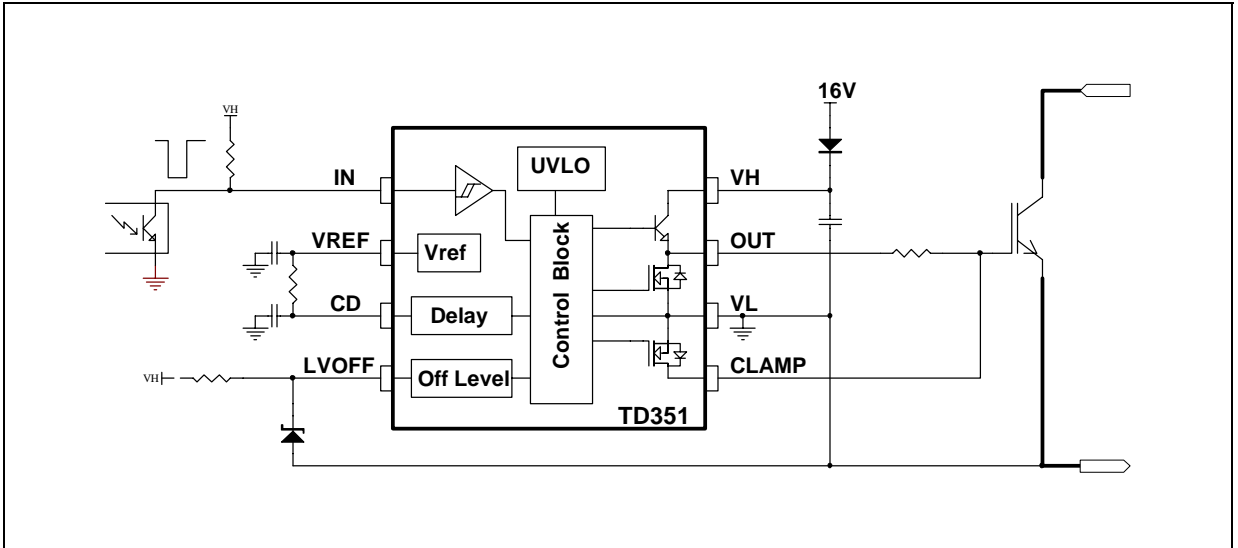 16V
VH
IN
UVLO
VH
VREF
Vref
Control Block
OUT
CD
Delay
VL
VH
LVOFF
Off Level
CLAMP
TD351